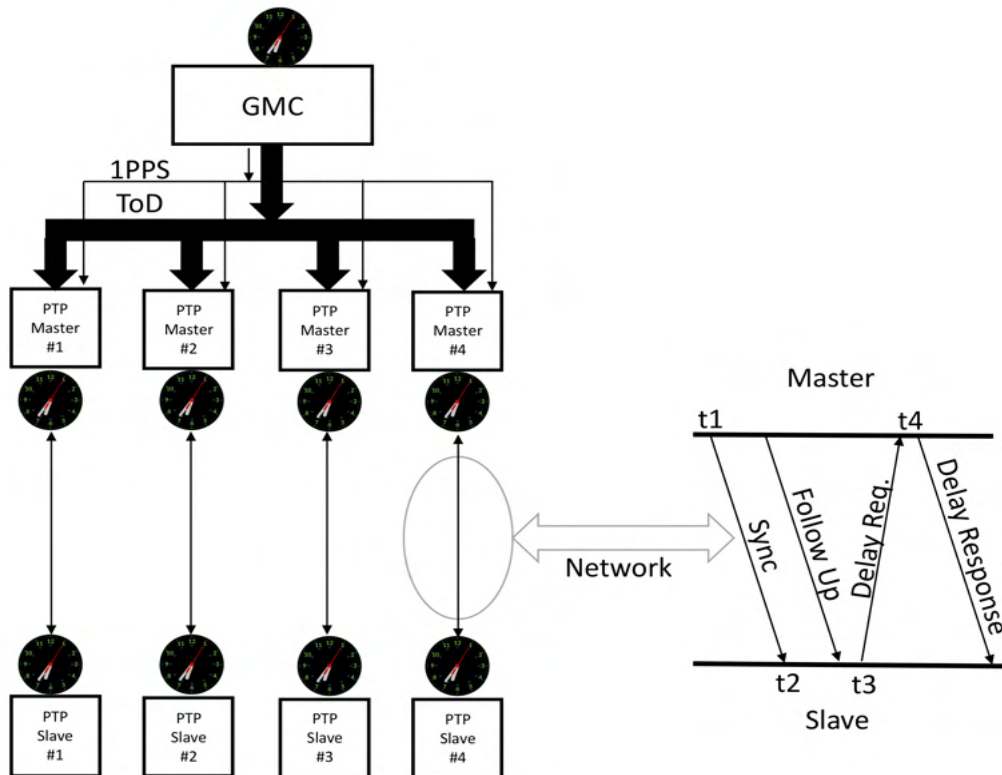 GMC
1PPS
ToD
PTP
Master
#1
PTP
Master
#2
PTP
Master
#3
PTP
Master
#4
Master
t1
t4
Sync
Follow Up
Delay Req.
Delay Response
Network
t2
t3
Slave
PTP
Slave
#1
PTP
Slave
#2
PTP
Slave
#3
PTP
Slave
#4